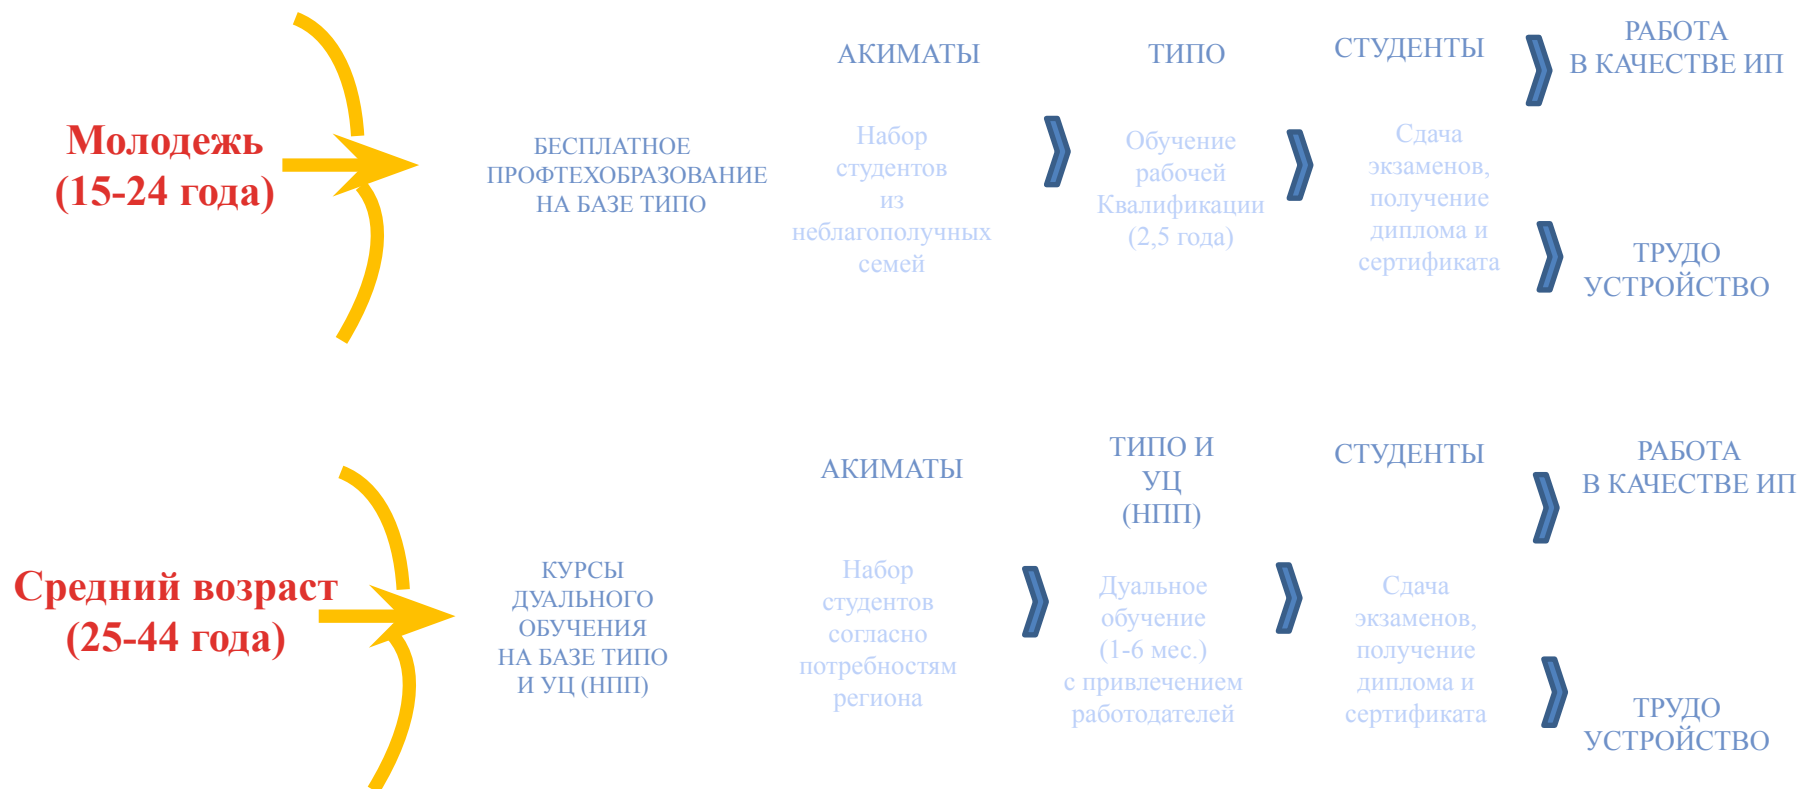 Молодежь
(15-24 года)
БЕСПЛАТНОЕ
ПРОФТЕХОБРАЗОВАНИЕ
НА БАЗЕ ТИПО
АКИМАТЫ
Набор
студентов
из
неблагополучных
семей
ТИПО
Обучение
рабочей
Квалификации
(2,5 года)
СТУДЕНТЫ
Сдача
экзаменов,
получение
диплома и
сертификата
РАБОТА
В КАЧЕСТВЕ ИП
ТРУДО
УСТРОЙСТВО
Средний возраст
(25-44 года)
КУРСЫ
ДУАЛЬНОГО
ОБУЧЕНИЯ
НА БАЗЕ ТИПО
И УЦ (НПП)
АКИМАТЫ
Набор
студентов
согласно
потребностям
региона
ТИПО И
УЦ
(НПП)
Дуальное
обучение
(1-6 мес.)
с привлечением
работодателей
СТУДЕНТЫ
Сдача
экзаменов,
получение
диплома и
сертификата
РАБОТА
В КАЧЕСТВЕ ИП
ТРУДО
УСТРОЙСТВО